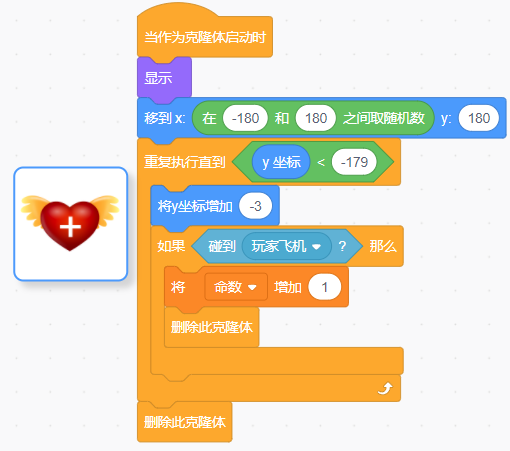 当作为克隆体启动时
显示
移到 x: 在 -180 和 180 之间取随机数 y: 180
重复执行直到 y 坐标 < -179
将y坐标增加 -3
如果 碰到 玩家飞机 ? 那么
将 命数 增加 1
删除此克隆体
删除此克隆体